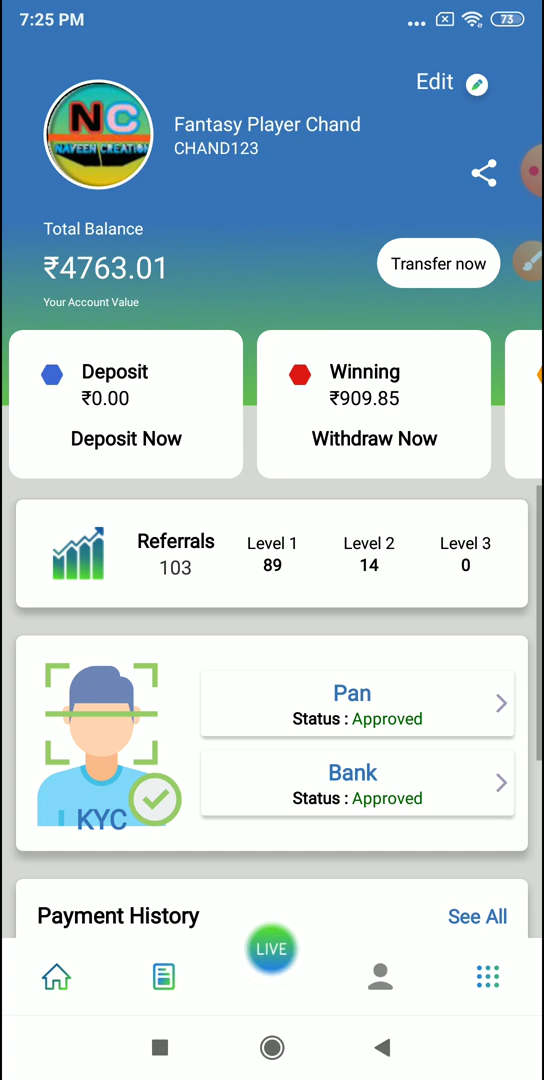 7:25 PM
73
Edit
NC
NAVEEN CREATION
Fantasy Player Chand
CHAND123
Total Balance
₹4763.01
Transfer now
Your Account Value
Deposit
₹0.00
Deposit Now
Winning
₹909.85
Withdraw Now
Referrals
103
Level 1
89
Level 2
14
Level 3
0
KYC
Pan
Status : Approved
Bank
Status : Approved
Payment History
See All
LIVE